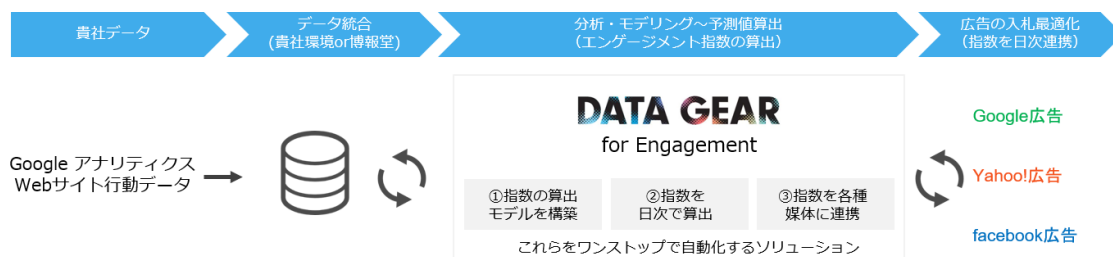 貴社データ
データ統合
(貴社環境or博報堂)
分析・モデリング～予測値算出
（エンゲージメント指数の算出）
広告の入札最適化
（指数を日次連携）
Google アナリティクス
Webサイト行動データ
DATA GEAR
for Engagement
①指数の算出
モデルを構築
②指数を
日次で算出
③指数を各種
媒体に連携
これらをワンストップで自動化するソリューション
Google広告
Yahoo!広告
facebook広告